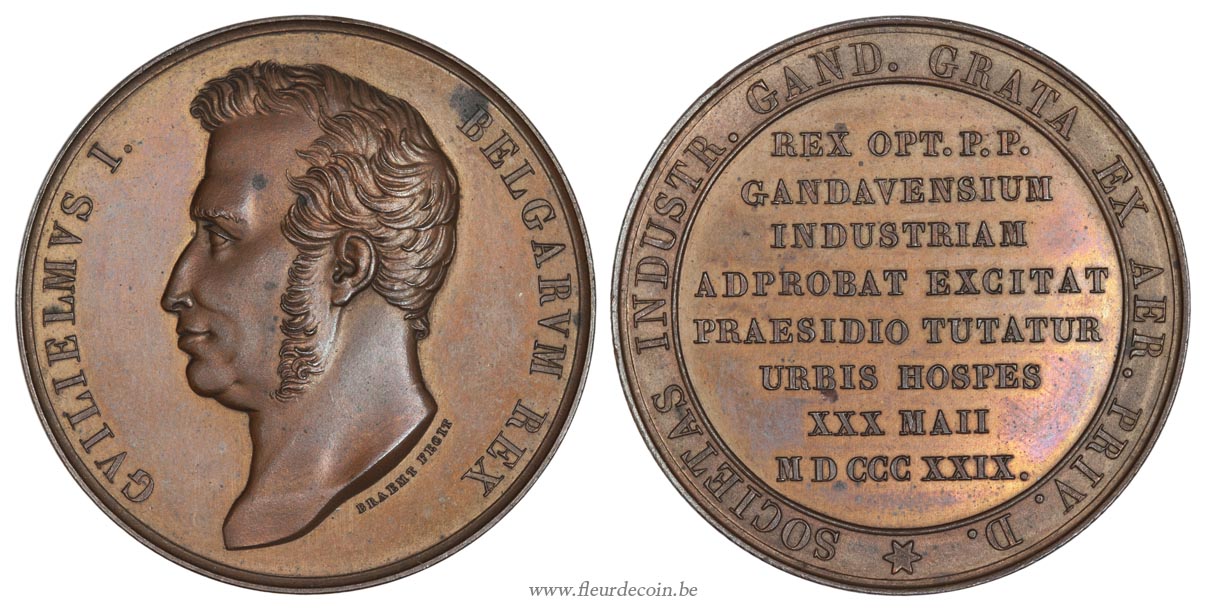 GVILIELMVS I.
BELGARVM REX
BRAEMT FECIT
SOCIETAS INDUSTR. GAND. GRATA EX AER. PRIV. D.
REX OPT. P. P.
GANDAVENSIUM
INDUSTRIAM
ADPROBAT EXCITAT
PRAESIDIO TUTATUR
URBIS HOSPES
XXX MAII
M D CCC XXIX.
www.fleurdecoin.be